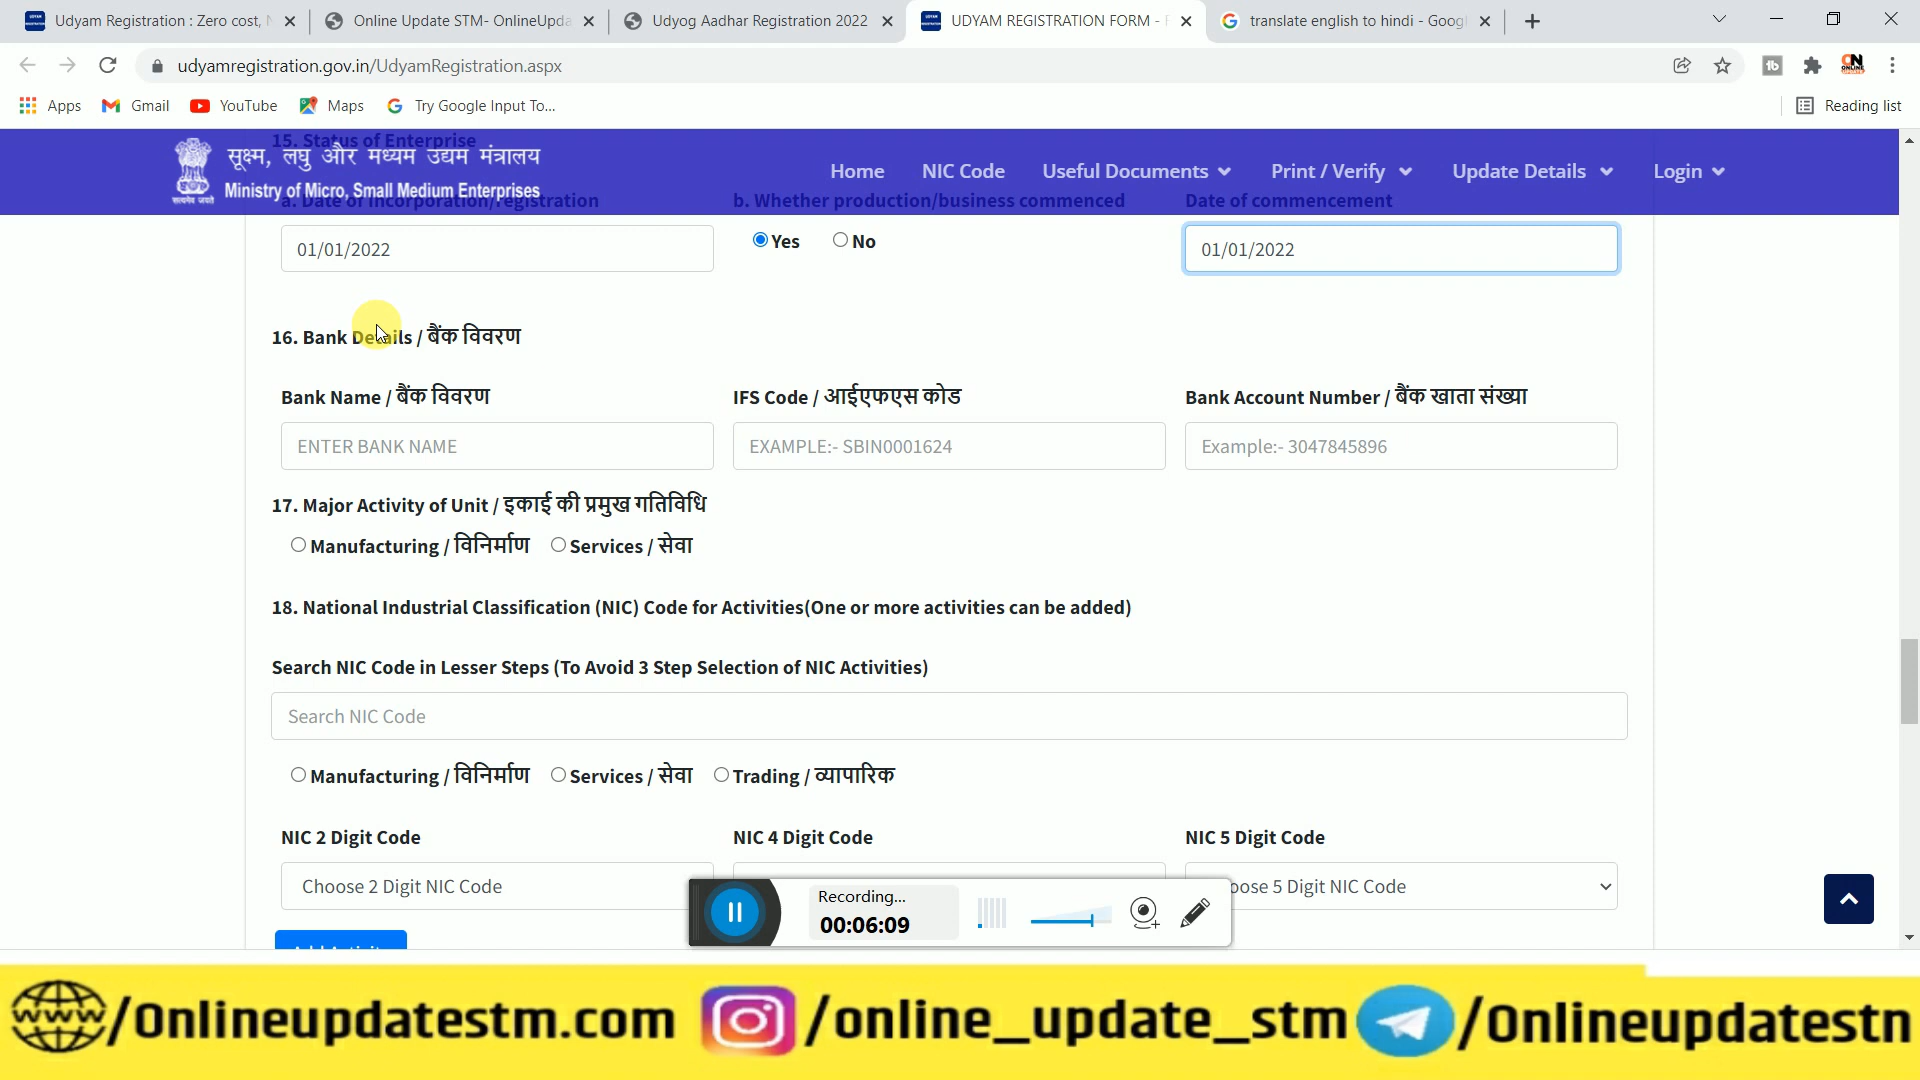 Udyam Registration : Zero cost,
Online Update STM- OnlineUpda
Udyog Aadhar Registration 2022
UDYAM REGISTRATION FORM -
translate english to hindi - Goog
udyamregistration.gov.in/UdyamRegistration.aspx
Apps
Gmail
YouTube
Maps
Try Google Input To...
Reading list
15. Status of Enterprise
सूक्ष्म, लघु और मध्यम उद्यम मंत्रालय
Ministry of Micro, Small Medium Enterprises
सत्यमेव जयते
Home
NIC Code
Useful Documents
Print / Verify
Update Details
Login
a. Date of incorporation/registration
b. Whether production/business commenced
Date of commencement
01/01/2022
Yes
No
01/01/2022
16. Bank Details / बैंक विवरण
Bank Name / बैंक विवरण
IFS Code / आईएफएस कोड
Bank Account Number / बैंक खाता संख्या
ENTER BANK NAME
EXAMPLE:- SBIN0001624
Example:- 3047845896
17. Major Activity of Unit / इकाई की प्रमुख गतिविधि
Manufacturing / विनिर्माण
Services / सेवा
18. National Industrial Classification (NIC) Code for Activities(One or more activities can be added)
Search NIC Code in Lesser Steps (To Avoid 3 Step Selection of NIC Activities)
Search NIC Code
Manufacturing / विनिर्माण
Services / सेवा
Trading / व्यापारिक
NIC 2 Digit Code
NIC 4 Digit Code
NIC 5 Digit Code
Choose 2 Digit NIC Code
oose 5 Digit NIC Code
Recording...
00:06:09
Add Activit
www/Onlineupdatestm.com
/online_update_stm
/Onlineupdatestn